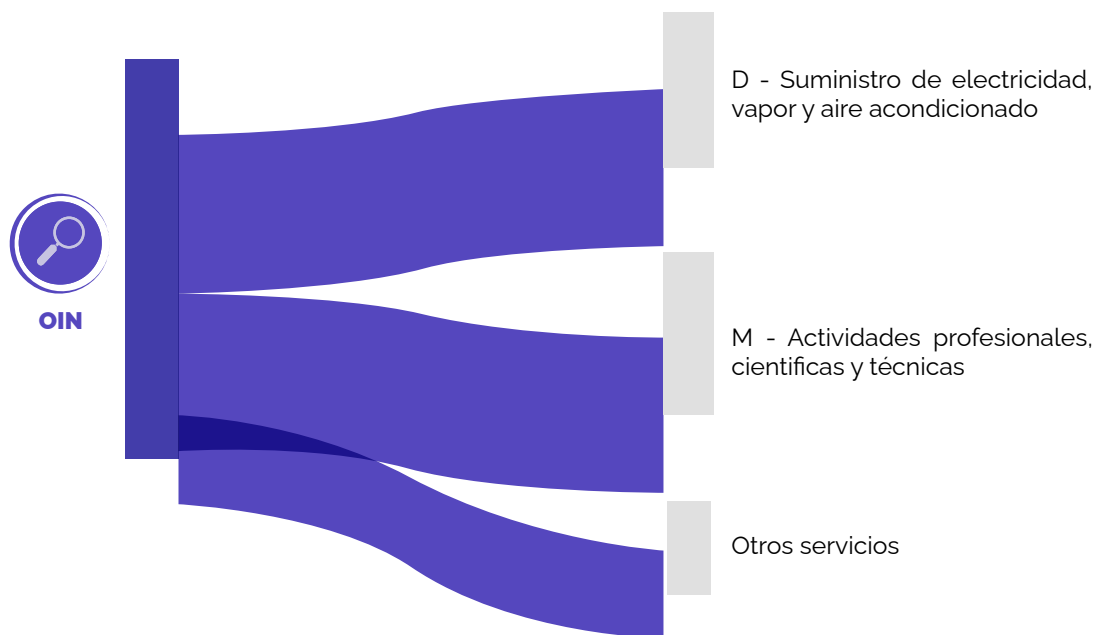 D - Suministro de electricidad,
vapor y aire acondicionado
OIN
M - Actividades profesionales,
cientificas y técnicas
Otros servicios